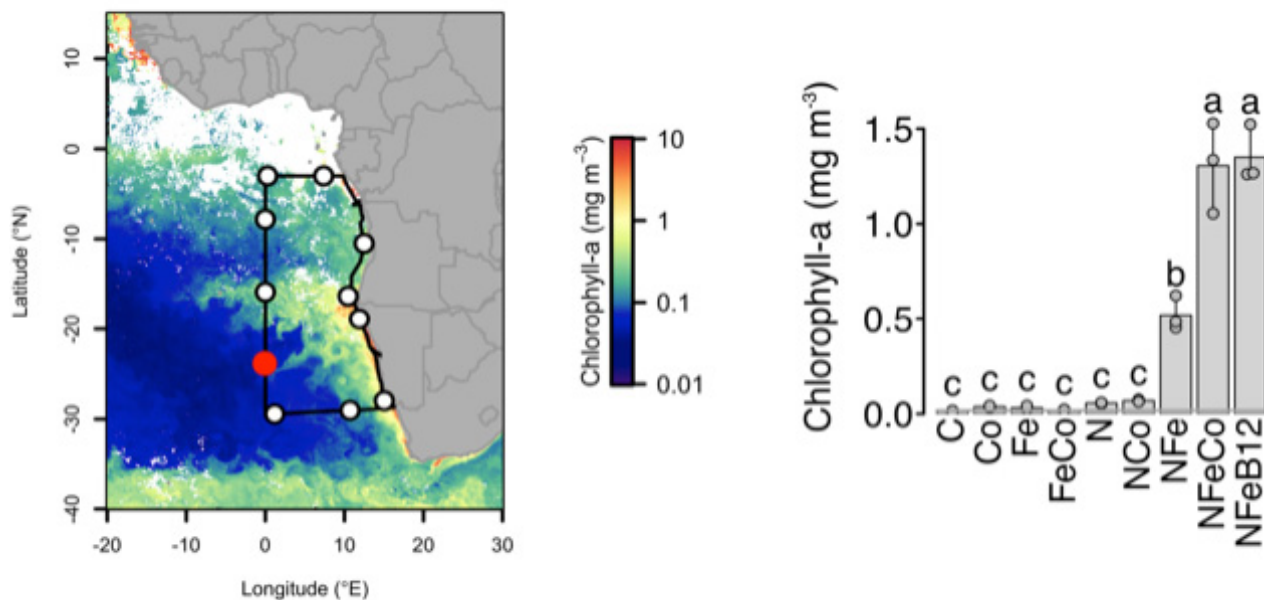 10
0
-10
-20
-30
-40
Latitude (°N)
-20 -10 0 10 20 30
Longitude (°E)
Chlorophyll-a (mg m⁻³)
10
1
0.1
0.01
Chlorophyll-a (mg m⁻³)
1.5
1.0
0.5
0.0
c c c c c c b a a
C Co Fe FeCo N NCo NFe NFeCo NFeB12